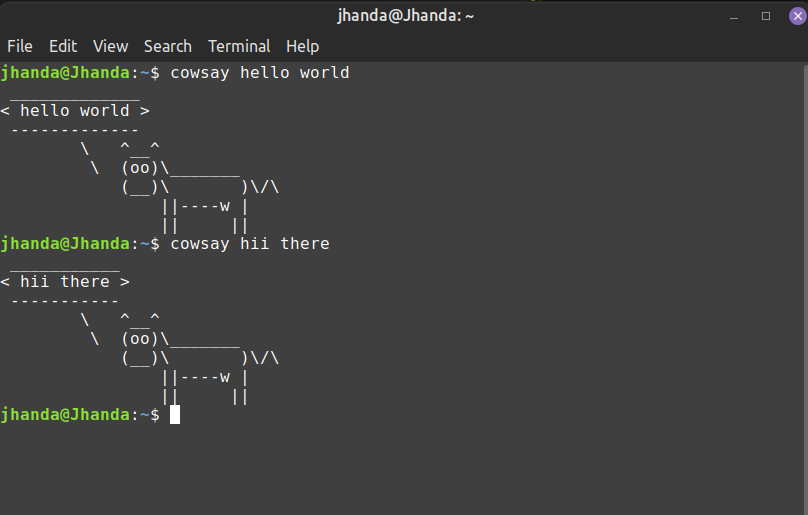 jhanda@Jhanda: ~
File Edit View Search Terminal Help
jhanda@Jhanda:~$ cowsay hello world
 _____________
< hello world >
 -------------
        \   ^__^
         \  (oo)\_______
            (__)\       )\/\
                ||----w |
                ||     ||
jhanda@Jhanda:~$ cowsay hii there
 ___________
< hii there >
 -----------
        \   ^__^
         \  (oo)\_______
            (__)\       )\/\
                ||----w |
                ||     ||
jhanda@Jhanda:~$